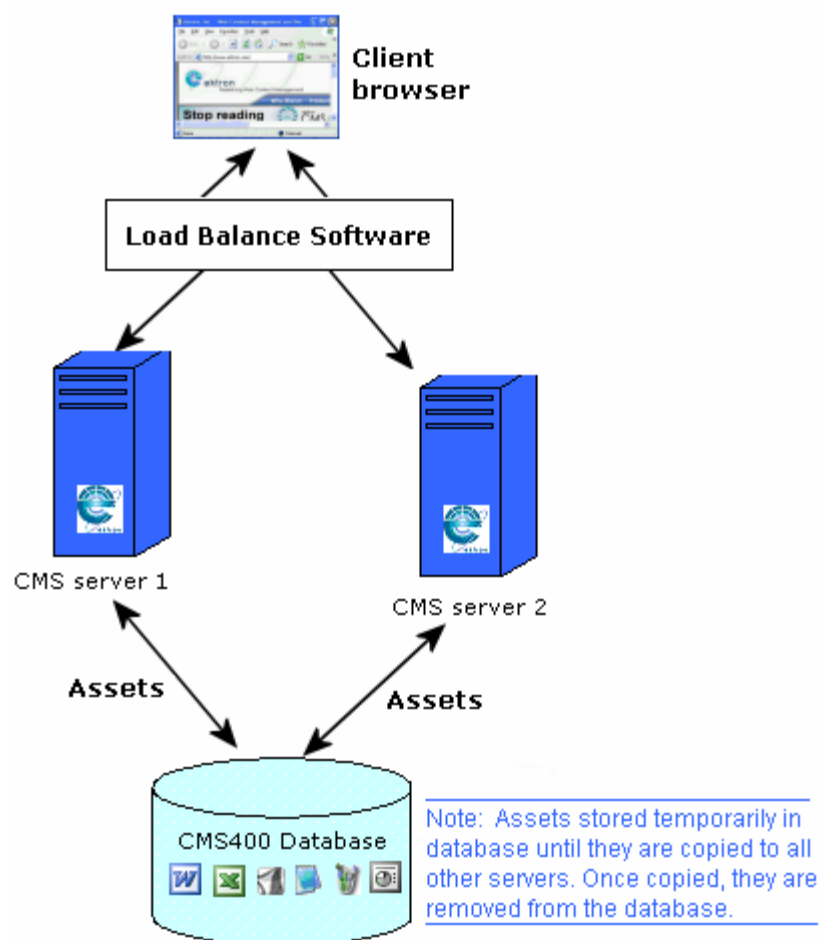 Client
browser
ektron
Stop reading
Load Balance Software
CMS server 1
CMS server 2
Assets
Assets
CMS400 Database
Note: Assets stored temporarily in
database until they are copied to all
other servers. Once copied, they are
removed from the database.